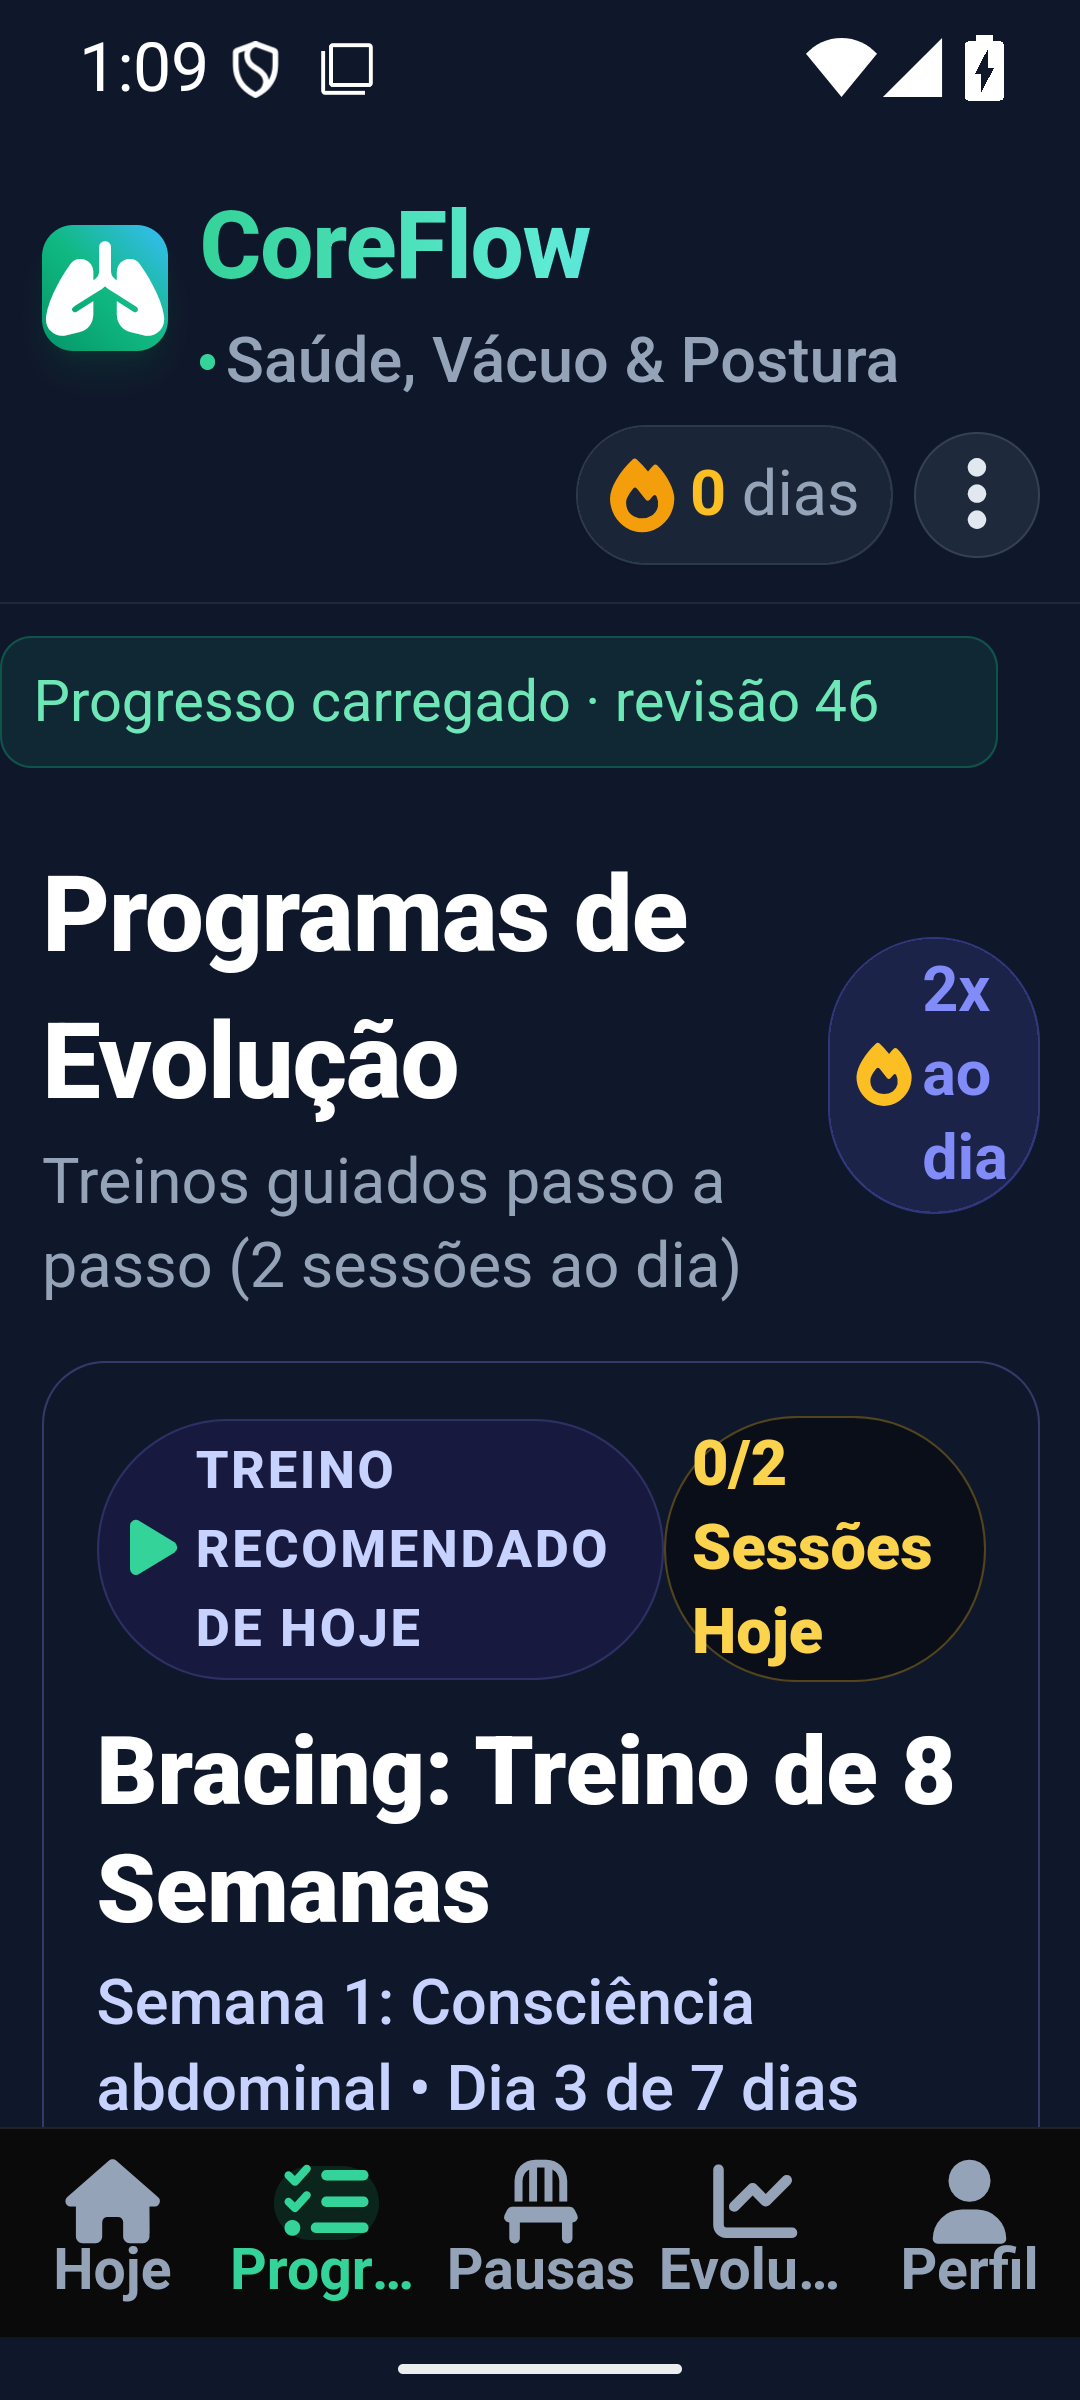 1:09
CoreFlow
Saúde, Vácuo & Postura
0 dias
Progresso carregado · revisão 46
Programas de
Evolução
2x
ao
dia
Treinos guiados passo a
passo (2 sessões ao dia)
TREINO
RECOMENDADO
DE HOJE
0/2
Sessões
Hoje
Bracing: Treino de 8
Semanas
Semana 1: Consciência
abdominal • Dia 3 de 7 dias
Hoje
Progr...
Pausas
Evolu...
Perfil